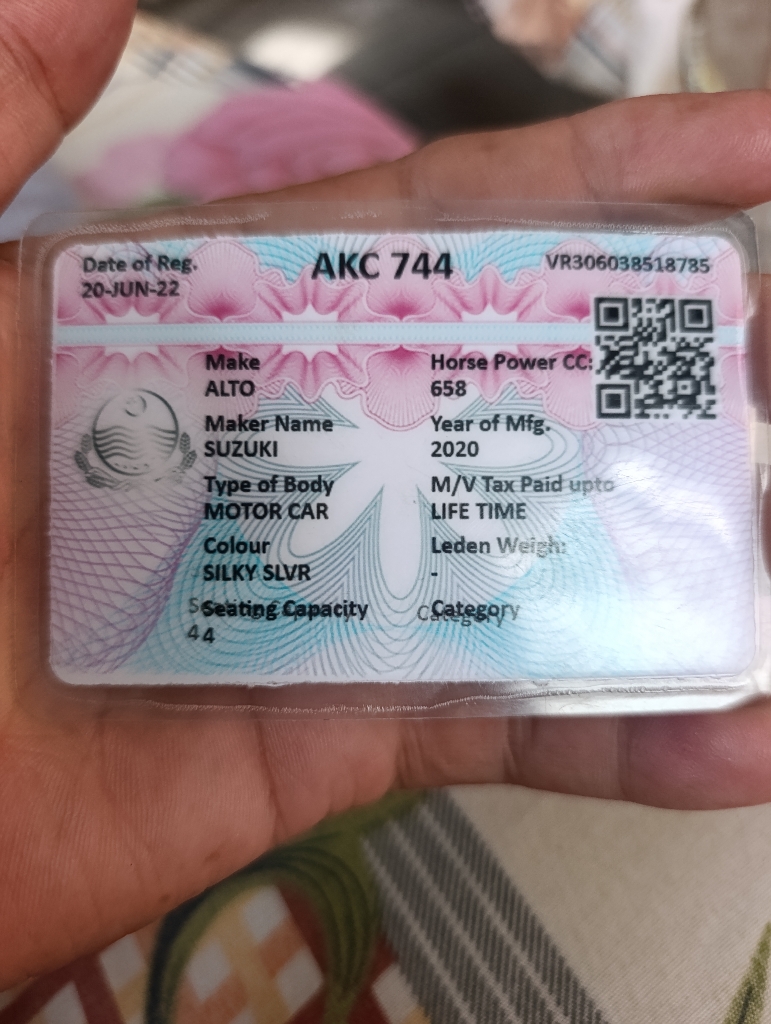 Date of Reg.
20-JUN-22
AKC 744
VR306038518785
Make
ALTO
Horse Power CC:
658
Maker Name
SUZUKI
Year of Mfg.
2020
Type of Body
MOTOR CAR
M/V Tax Paid upto
LIFE TIME
Colour
SILKY SLVR
Leden Weigh:
-
Seating Capacity
4
4
Category
Category